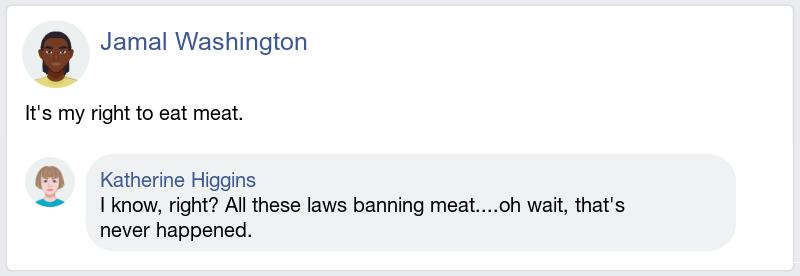 Jamal Washington
It's my right to eat meat.
Katherine Higgins
I know, right? All these laws banning meat....oh wait, that's
never happened.